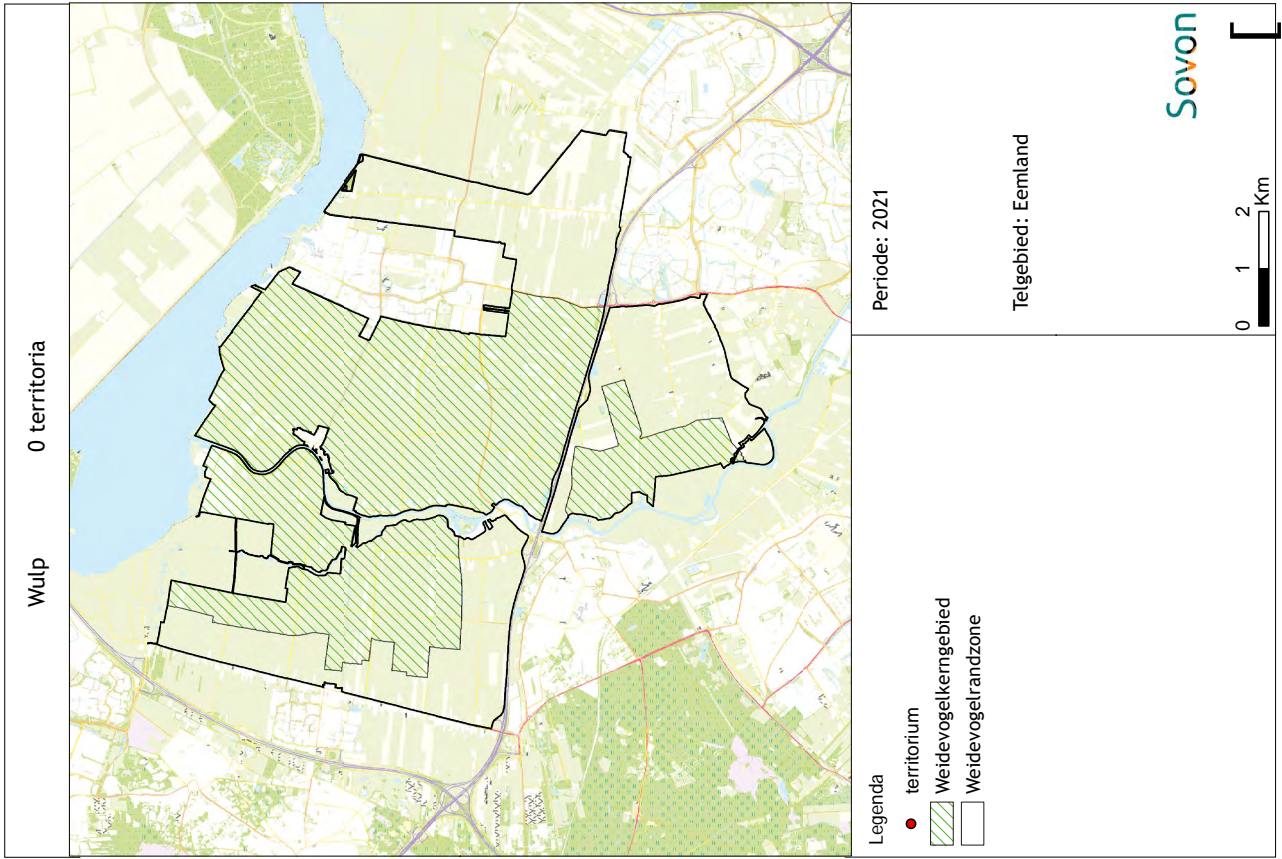 Wulp 0 territoria
Legenda
territorium
Weidevogelkerngebied
Weidevogelrandzone
Periode: 2021
Telgebied: Eemland
0 1 2
Km
Sovon